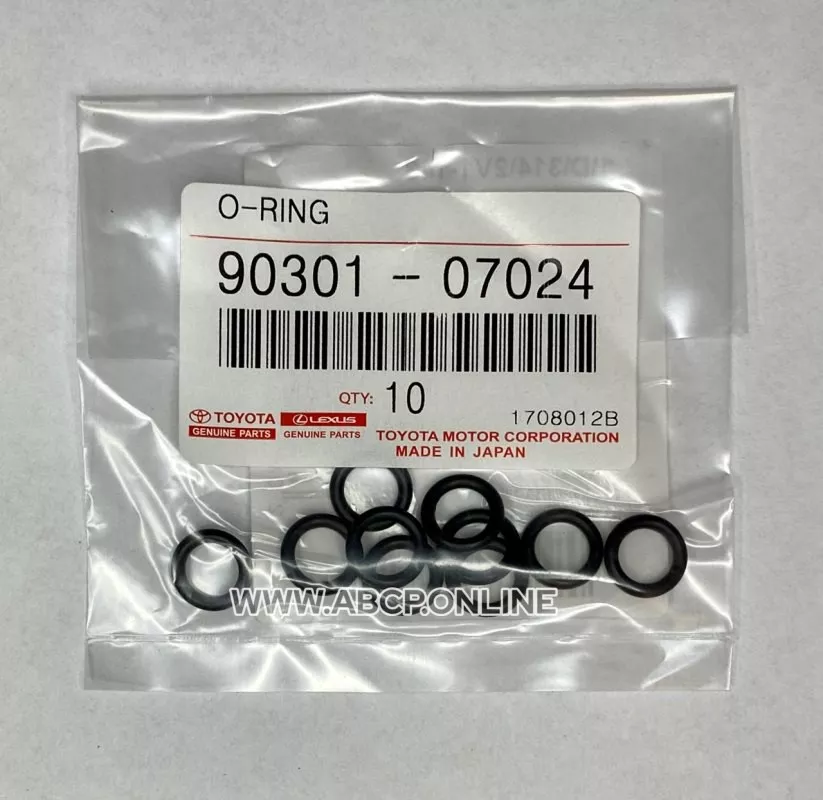 O-RING
90301 - 07024
QTY: 10
1708012B
TOYOTA
GENUINE PARTS
LEXUS
GENUINE PARTS
TOYOTA MOTOR CORPORATION
MADE IN JAPAN
WWW.ABCP.ONLINE